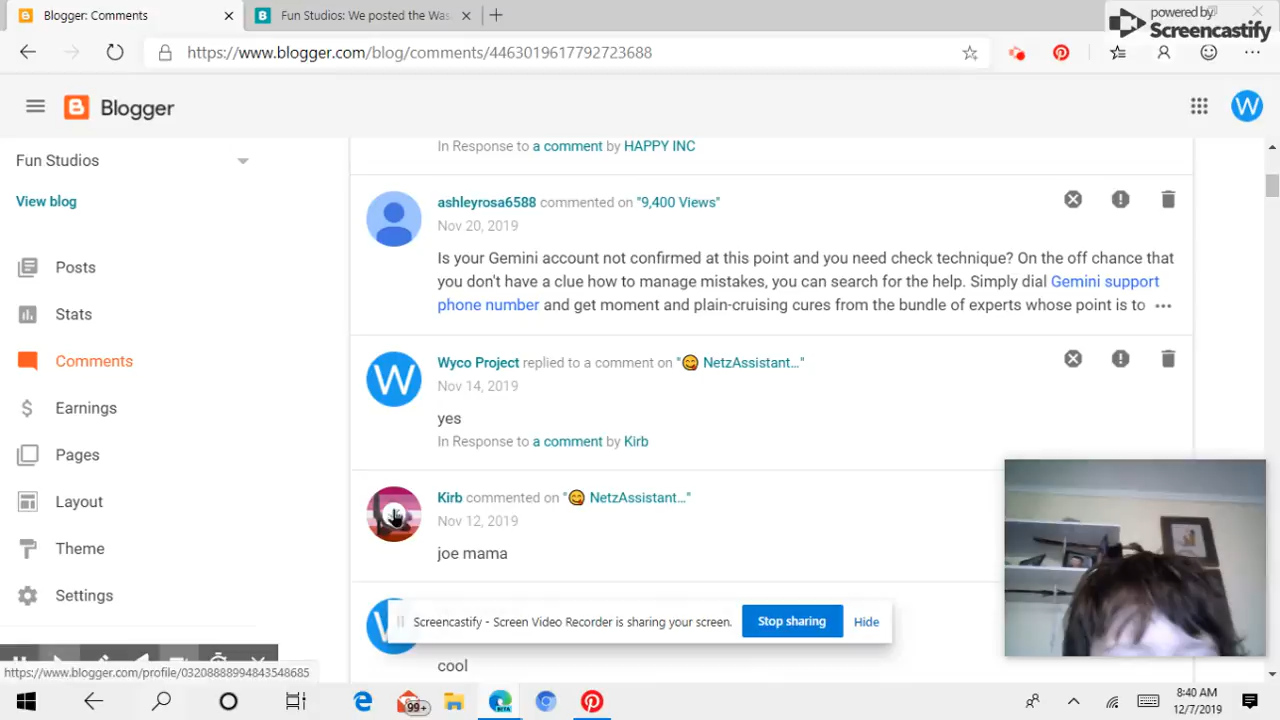 Blogger: Comments
Fun Studios: We posted the Was
powered by
Screencastify
https://www.blogger.com/blog/comments/4463019617792723688
Blogger
W
Fun Studios
View blog
Posts
Stats
Comments
Earnings
Pages
Layout
Theme
Settings
In Response to a comment by HAPPY INC
ashleyrosa6588 commented on "9,400 Views"
Nov 20, 2019
Is your Gemini account not confirmed at this point and you need check technique? On the off chance that
you don't have a clue how to manage mistakes, you can search for the help. Simply dial Gemini support
phone number and get moment and plain-cruising cures from the bundle of experts whose point is to ...
W
Wyco Project replied to a comment on "😋 NetzAssistant..."
Nov 14, 2019
yes
In Response to a comment by Kirb
Kirb commented on "😋 NetzAssistant..."
Nov 12, 2019
joe mama
Screencastify - Screen Video Recorder is sharing your screen.
Stop sharing
Hide
cool
https://www.blogger.com/profile/03208888994843548685
99+
8:40 AM
12/7/2019